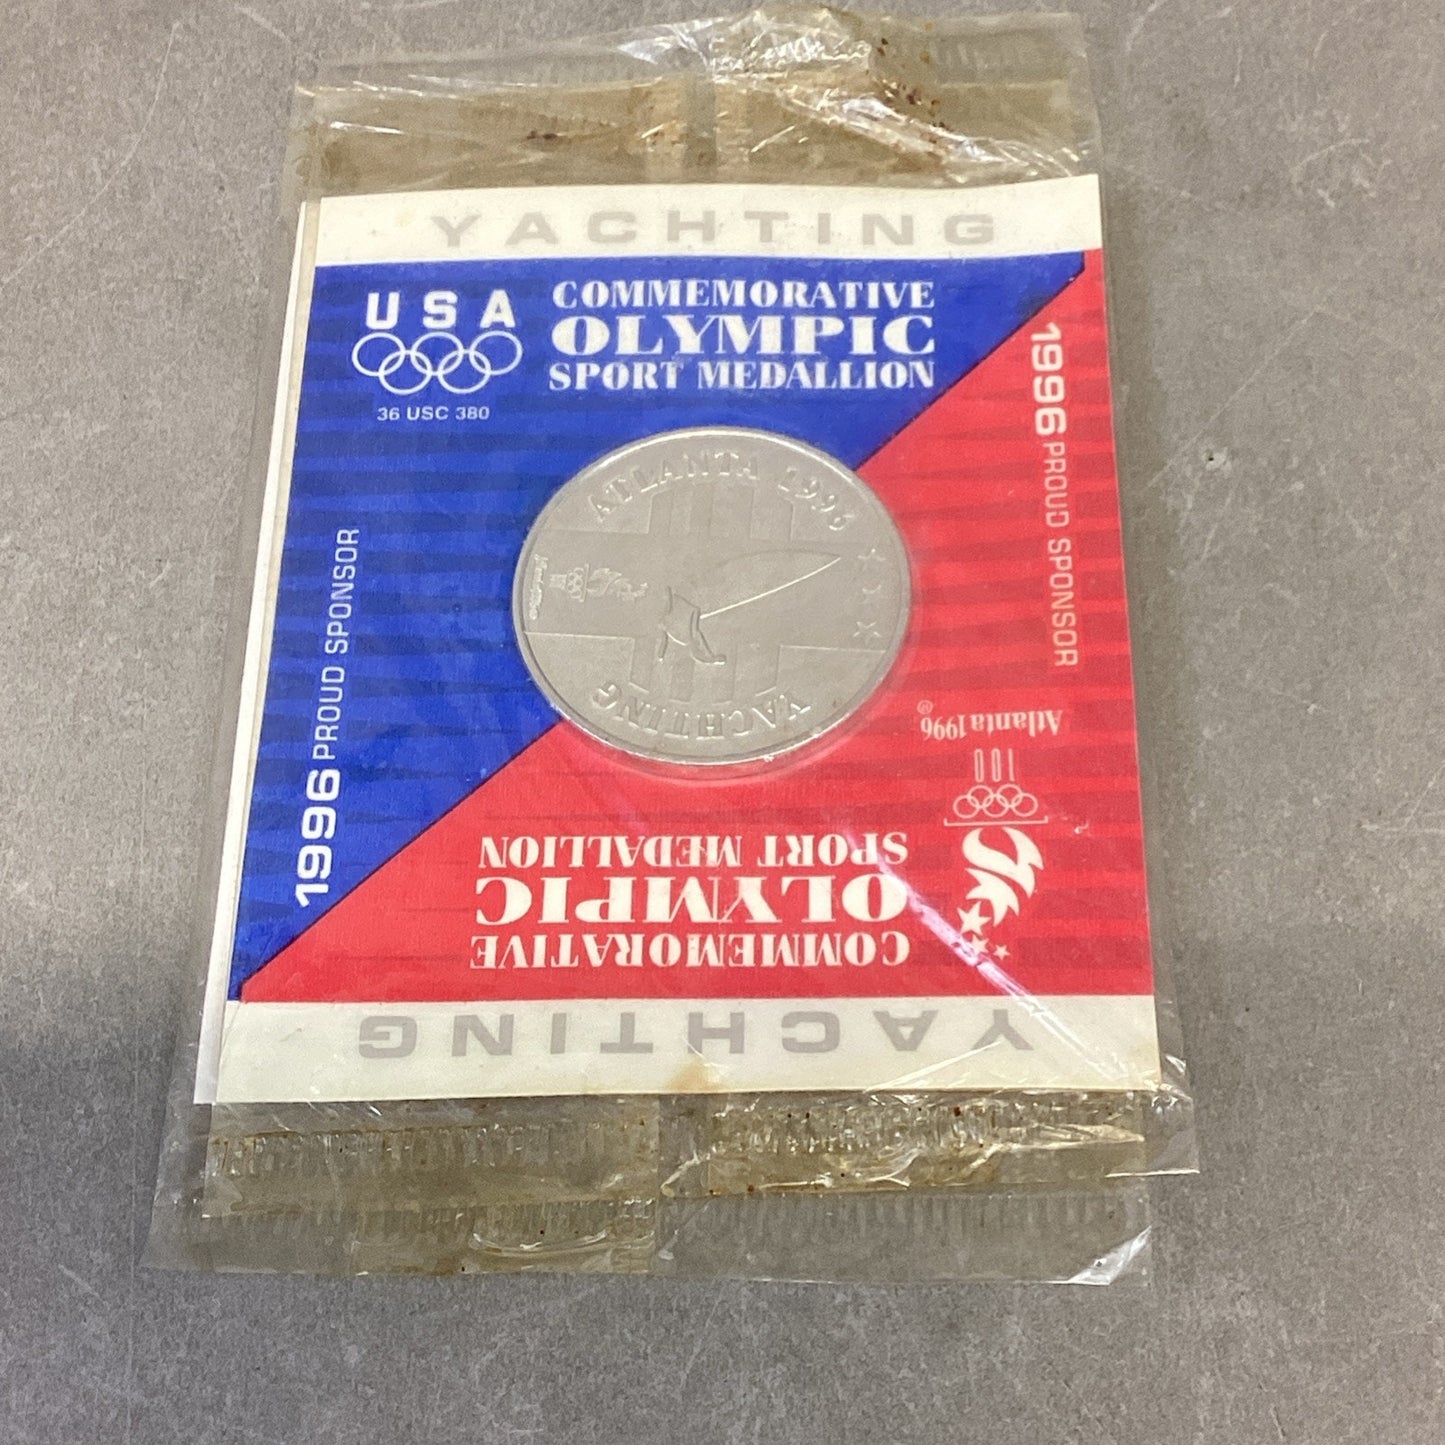 YACHTING
USA
36 USC 380
COMMEMORATIVE
OLYMPIC
SPORT MEDALLION
1996 PROUD SPONSOR
1996 PROUD SPONSOR
ATLANTA 1996
YACHTING
Atlanta 1996
100
COMMEMORATIVE
OLYMPIC
SPORT MEDALLION
YACHTING